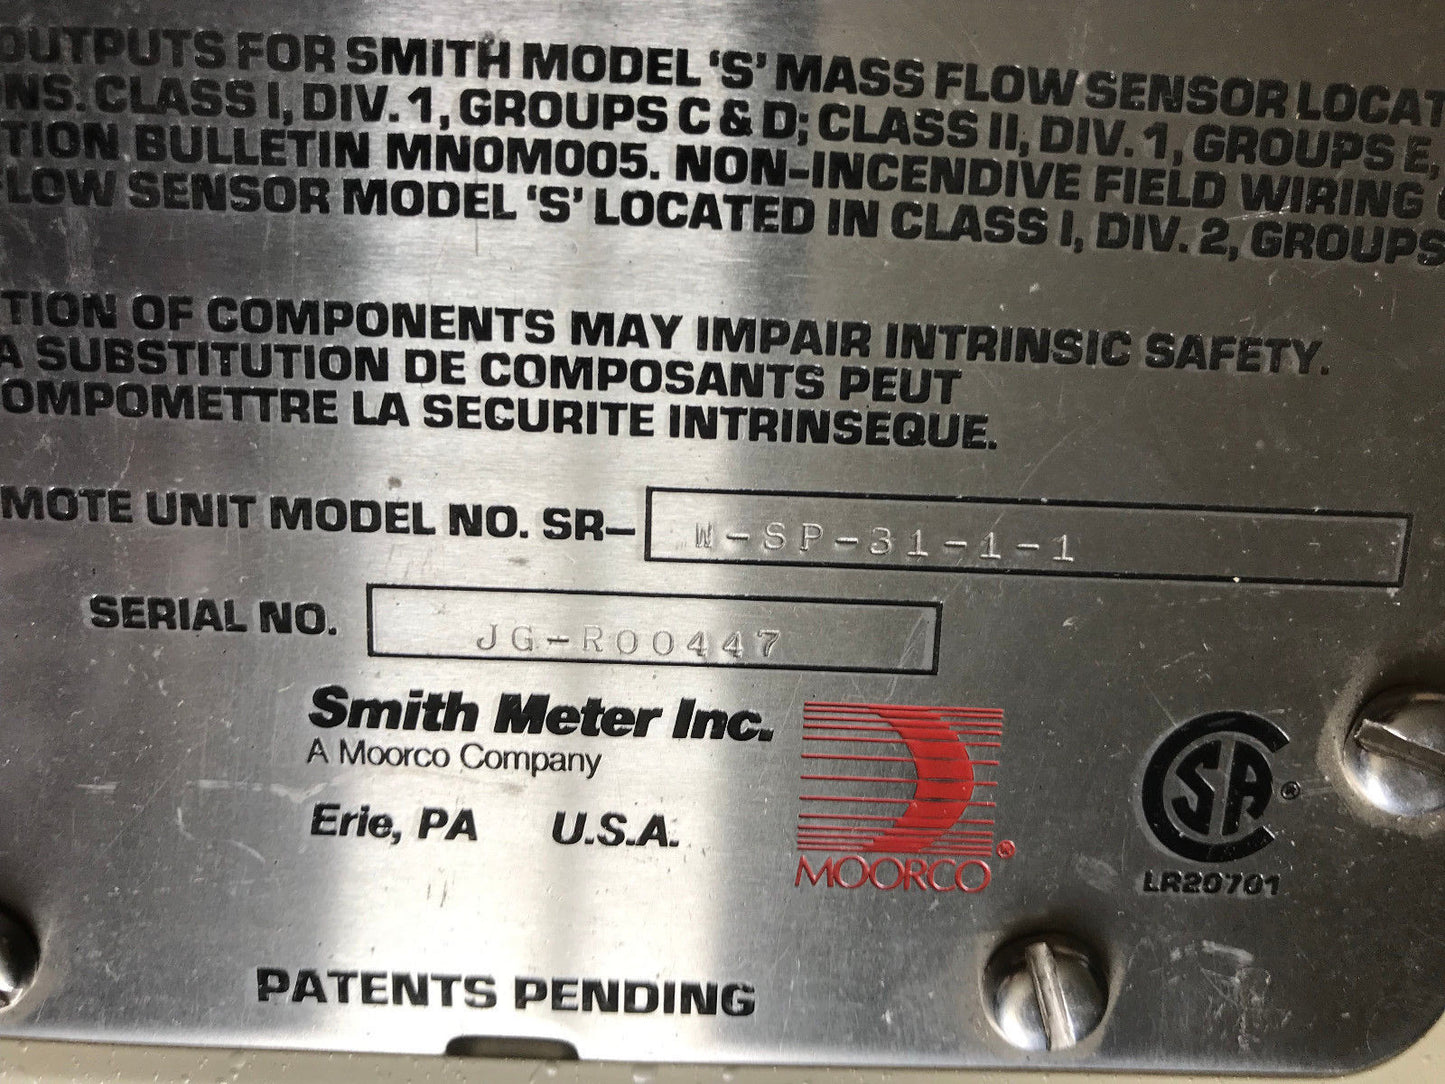 OUTPUTS FOR SMITH MODEL 'S' MASS FLOW SENSOR LOCAT
NS. CLASS I, DIV. 1, GROUPS C & D; CLASS II, DIV. 1, GROUPS E,
TION BULLETIN MN0M005. NON-INCENDIVE FIELD WIRING
LOW SENSOR MODEL 'S' LOCATED IN CLASS I, DIV. 2, GROUPS
TION OF COMPONENTS MAY IMPAIR INTRINSIC SAFETY.
A SUBSTITUTION DE COMPOSANTS PEUT
OMPOMETTRE LA SECURITE INTRINSEQUE.
MOTE UNIT MODEL NO. SR- W-SP-31-1-1
SERIAL NO. JG-R00447
Smith Meter Inc.
A Moorco Company
Erie, PA U.S.A.
MOORCO ®
CSA ®
LR20701
PATENTS PENDING